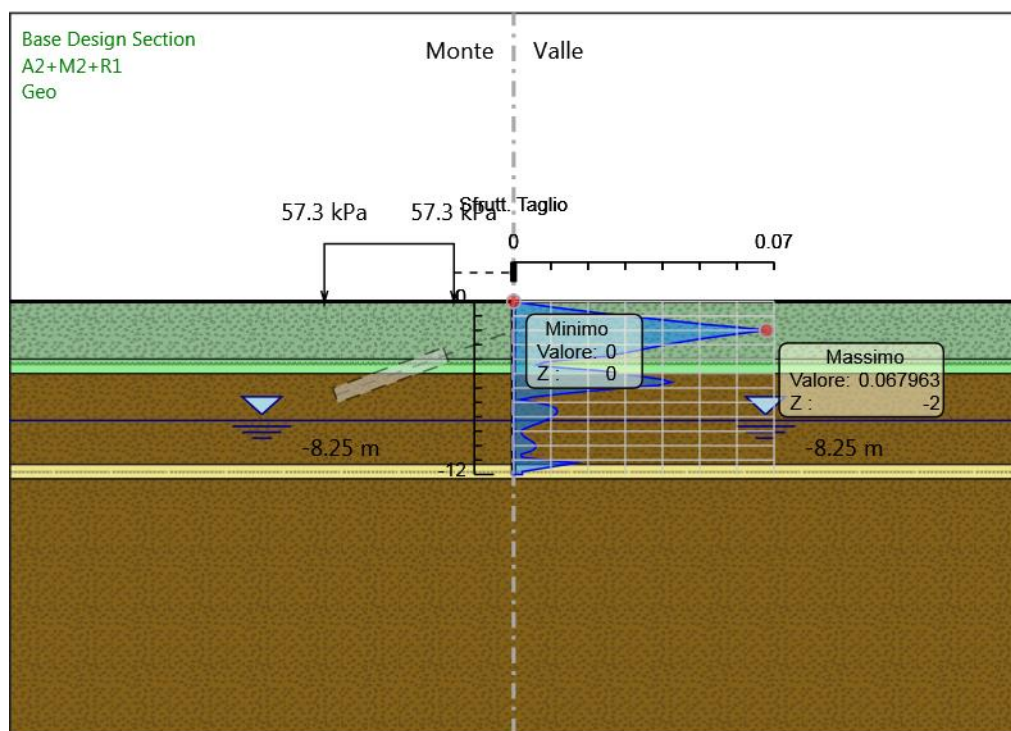 Base Design Section
A2+M2+R1
Geo
Monte
Valle
57.3 kPa
57.3 kPa
Sfrutt. Taglio
0
0.07
0
Minimo
Valore: 0
Z : 0
Massimo
Valore: 0.067963
Z : -2
-8.25 m
-8.25 m
-12